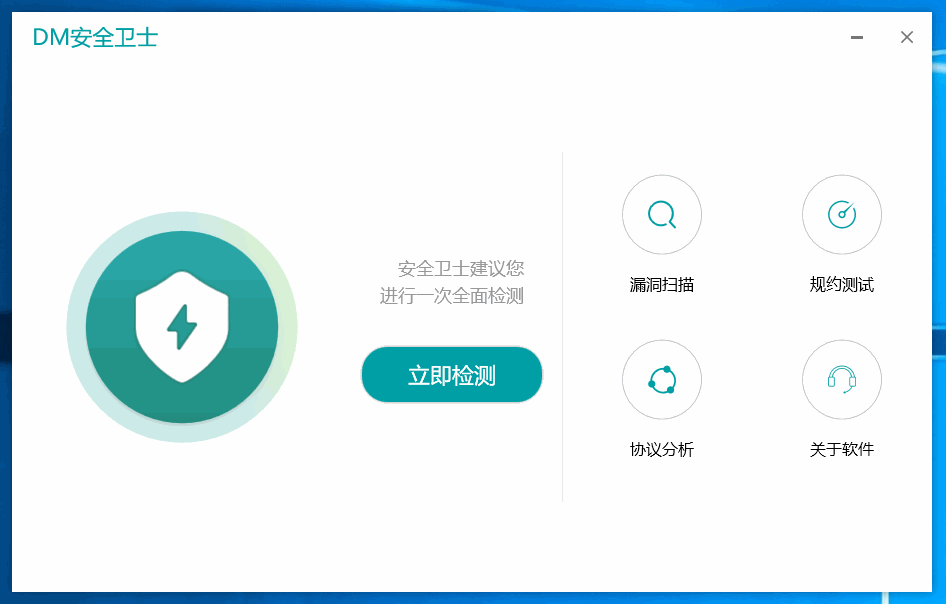 DM安全卫士
安全卫士建议您
进行一次全面检测
立即检测
漏洞扫描
规约测试
协议分析
关于软件